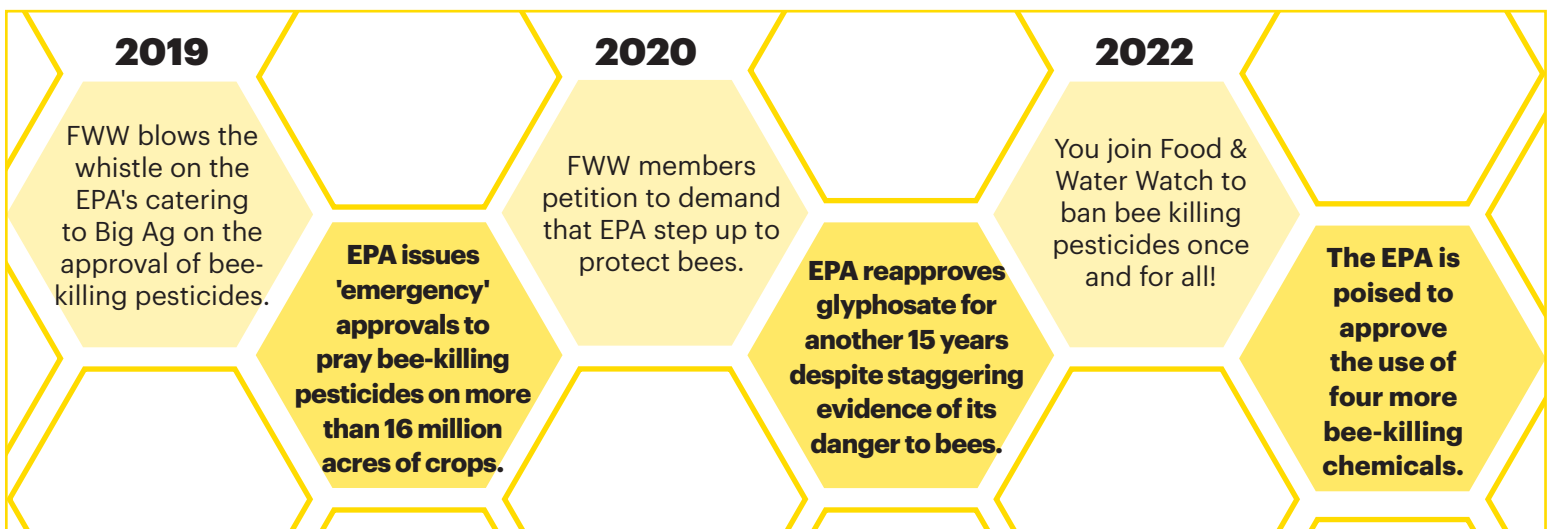 2019
FWW blows the
whistle on the
EPA's catering
to Big Ag on the
approval of bee-
killing pesticides.
EPA issues
'emergency'
approvals to
pray bee-killing
pesticides on more
than 16 million
acres of crops.
2020
FWW members
petition to demand
that EPA step up to
protect bees.
EPA reapproves
glyphosate for
another 15 years
despite staggering
evidence of its
danger to bees.
2022
You join Food &
Water Watch to
ban bee killing
pesticides once
and for all!
The EPA is
poised to
approve
the use of
four more
bee-killing
chemicals.